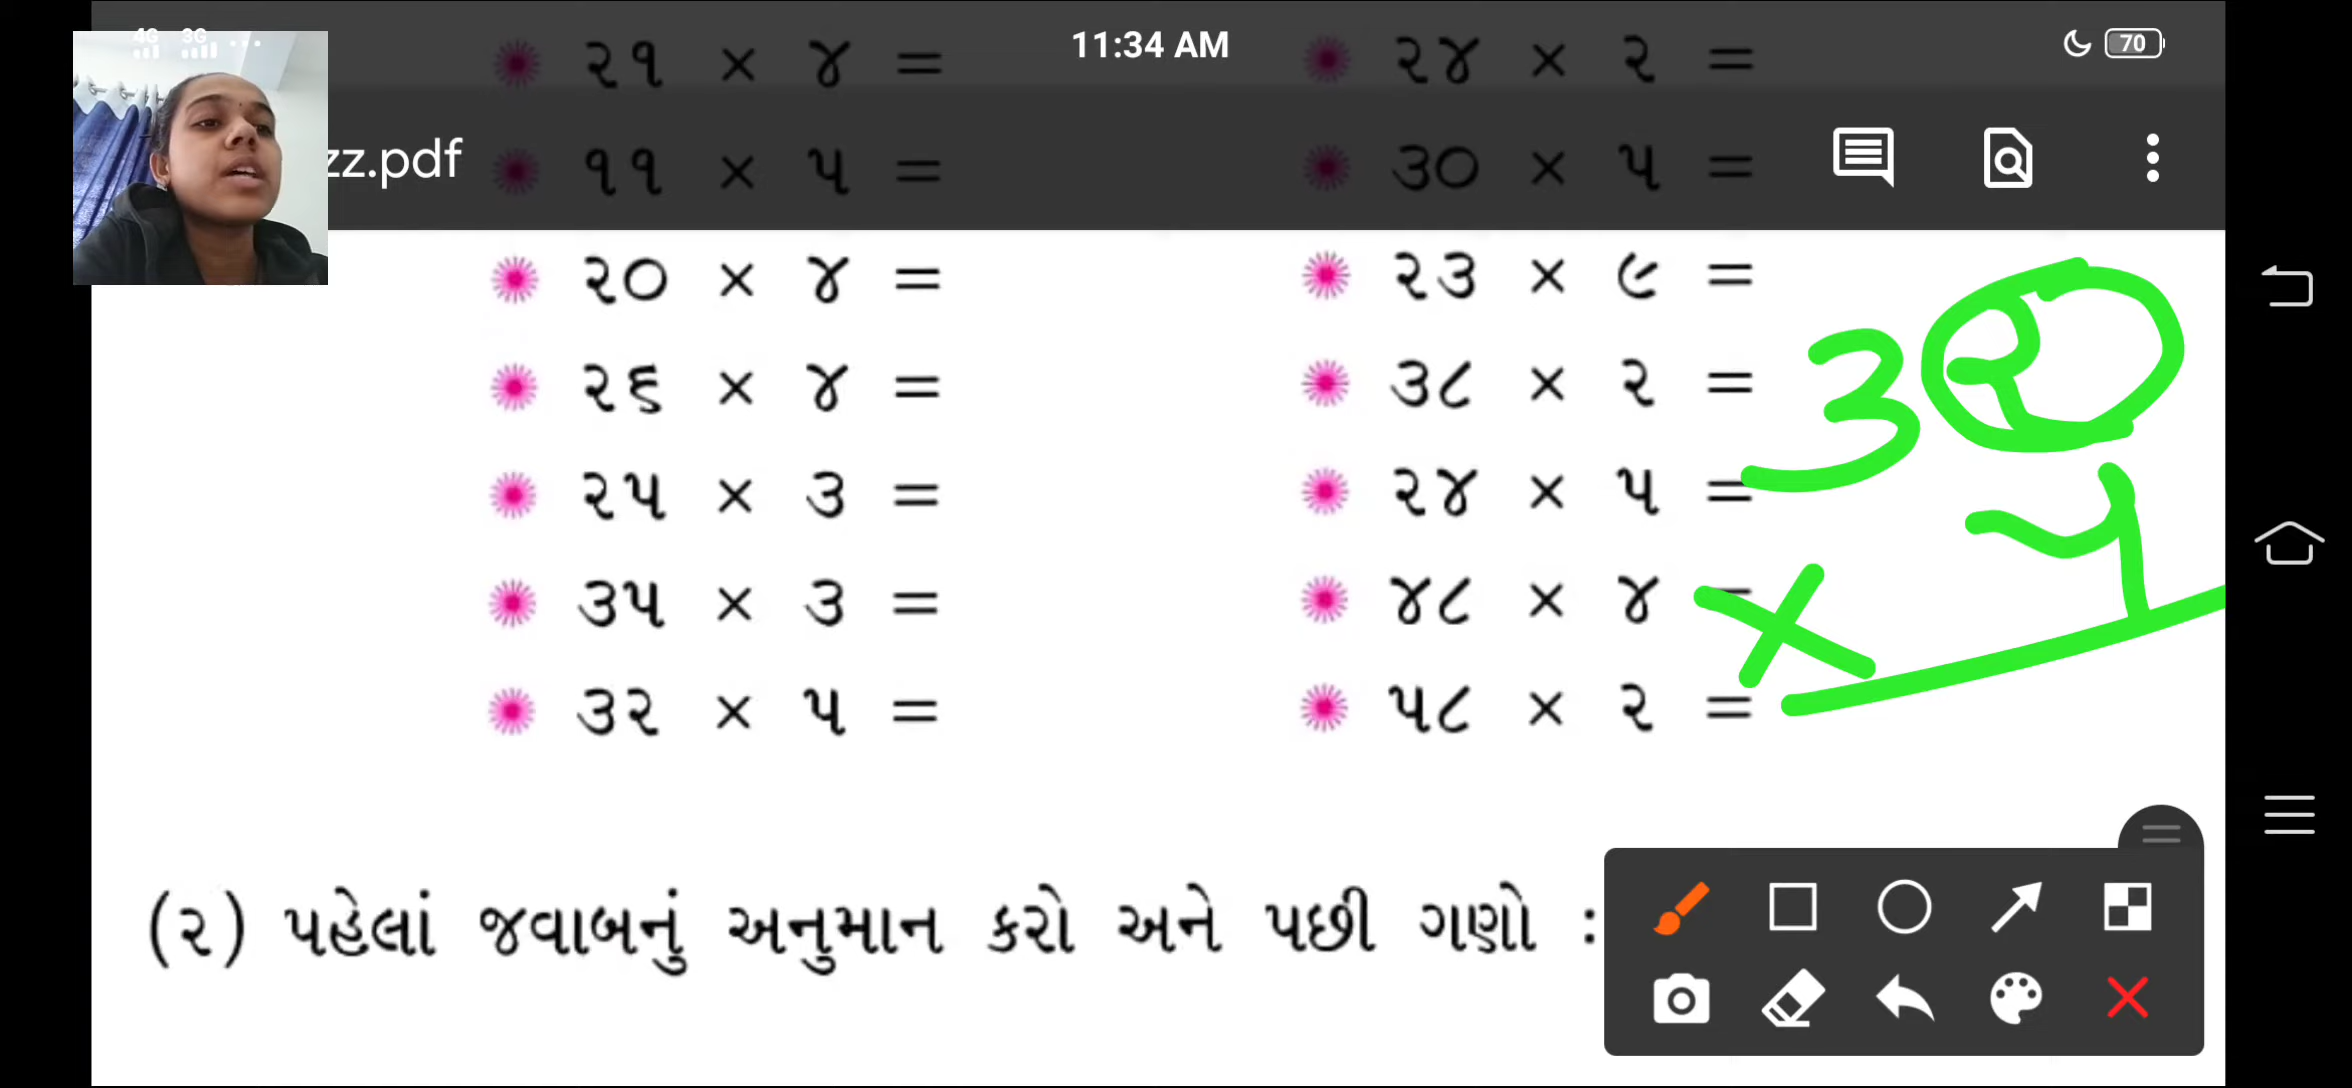 4G 3G ... 11:34 AM 70
૨૧ × ૪ = ૨૪ × ૨ =
zz.pdf ૧૧ × ૫ = ૩૦ × ૫ =
૨૦ × ૪ = ૨૩ × ૯ =
૨૬ × ૪ = ૩૮ × ૨ =
૨૫ × ૩ = ૨૪ × ૫ =
૩૫ × ૩ = ૪૮ × ૪ =
૩૨ × ૫ = ૫૮ × ૨ =
૩૨
× ૫
(૨) પહેલાં જવાબનું અનુમાન કરો અને પછી ગણો :